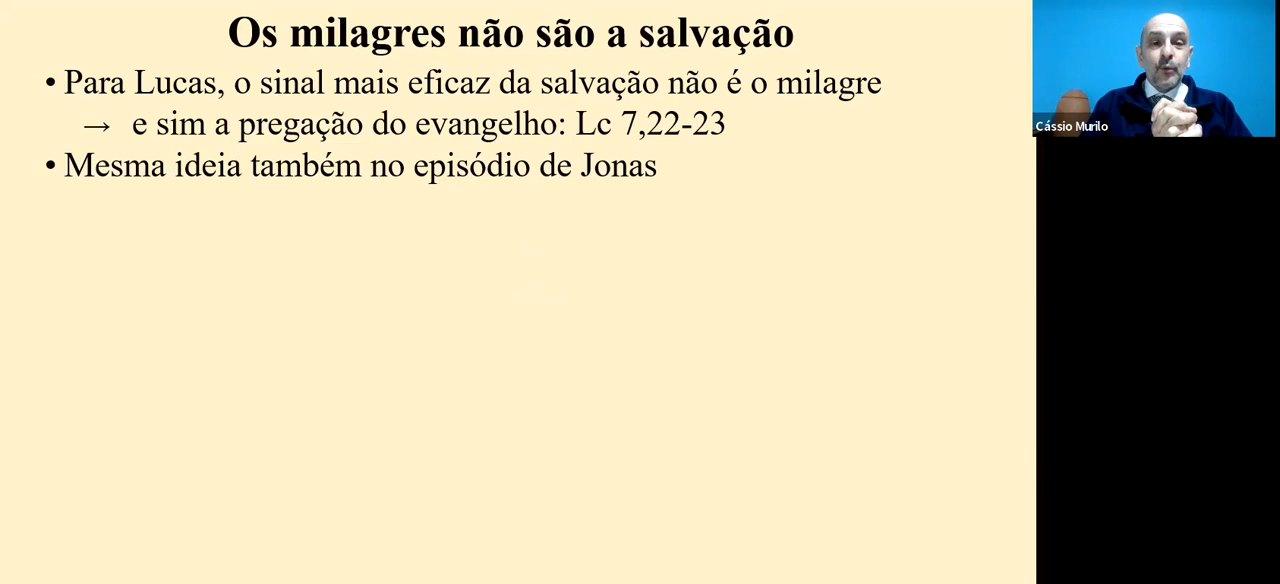 Os milagres não são a salvação
• Para Lucas, o sinal mais eficaz da salvação não é o milagre
→ e sim a pregação do evangelho: Lc 7,22-23
• Mesma ideia também no episódio de Jonas
Cássio Murilo